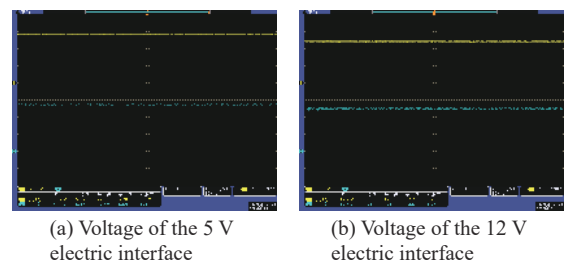 (a) Voltage of the 5 V
electric interface
(b) Voltage of the 12 V
electric interface